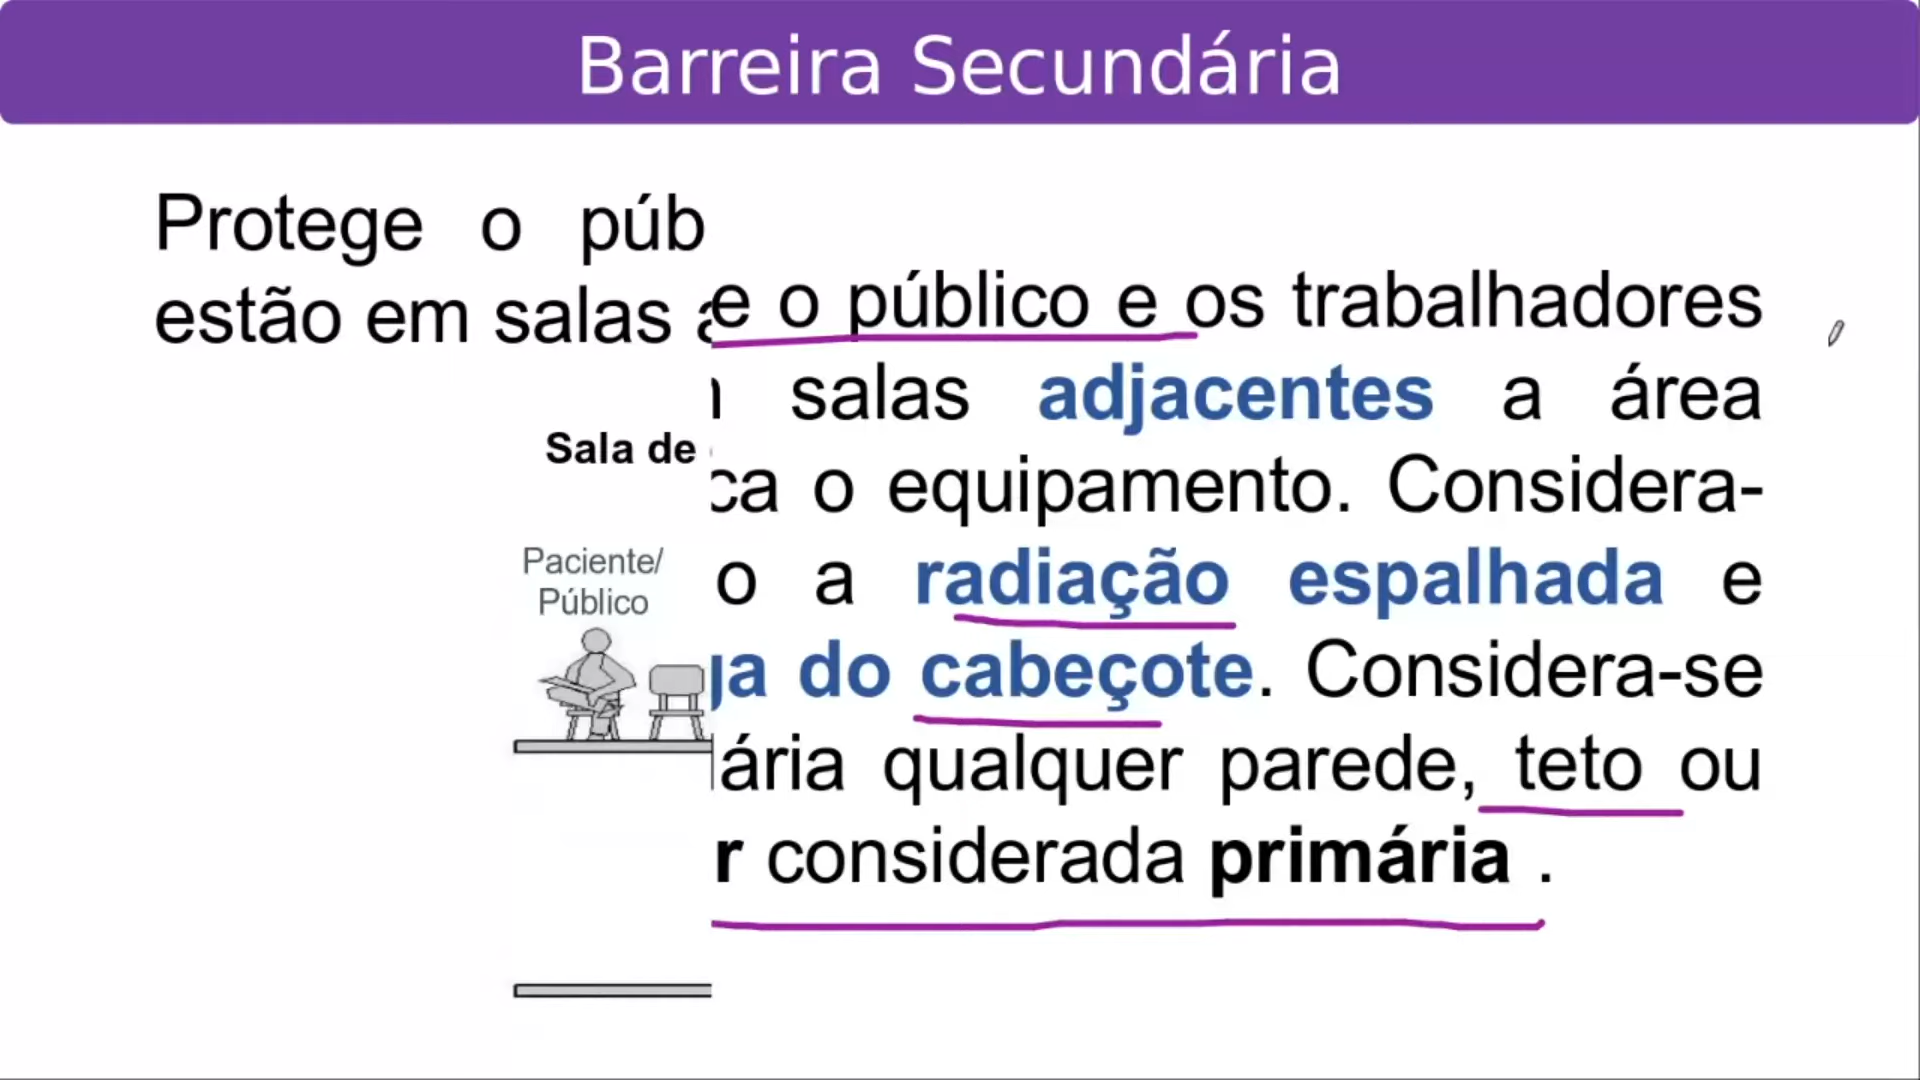 Barreira Secundária
Protege o púb
estão em salas
e o público e os trabalhadores
salas adjacentes a área
ca o equipamento. Considera-
o a radiação espalhada e
ga do cabeçote. Considera-se
ária qualquer parede, teto ou
r considerada primária .
Sala de
Paciente/
Público